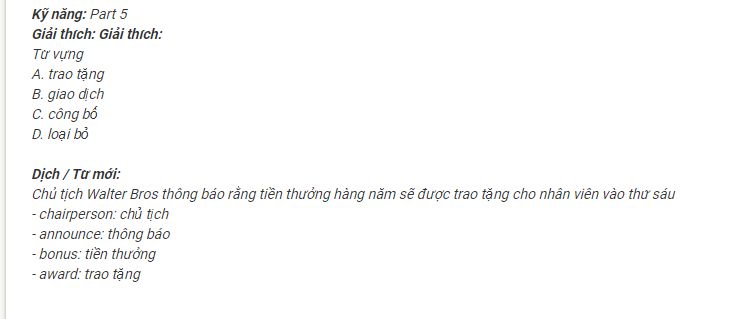 Kỹ năng: Part 5
Giải thích: Giải thích:
Từ vựng
A. trao tặng
B. giao dịch
C. công bố
D. loại bỏ
Dịch / Từ mới:
Chủ tịch Walter Bros thông báo rằng tiền thưởng hàng năm sẽ được trao tặng cho nhân viên vào thứ sáu
- chairperson: chủ tịch
- announce: thông báo
- bonus: tiền thưởng
- award: trao tặng